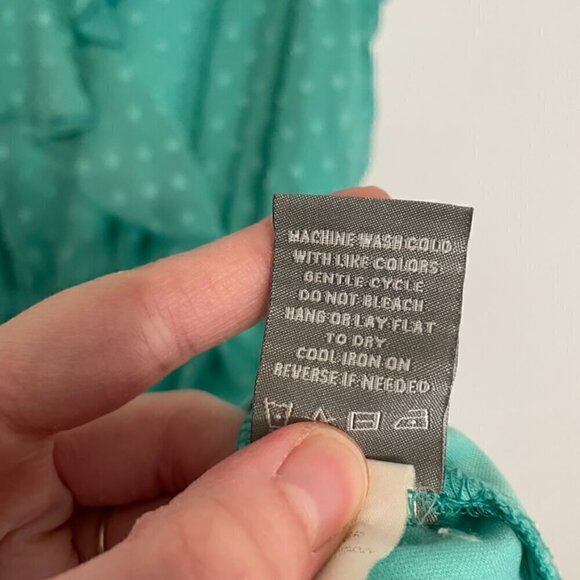 MACHINE WASH COLD
WITH LIKE COLORS
GENTLE CYCLE
DO NOT BLEACH
HANG OR LAY FLAT
TO DRY
COOL IRON ON
REVERSE IF NEEDED